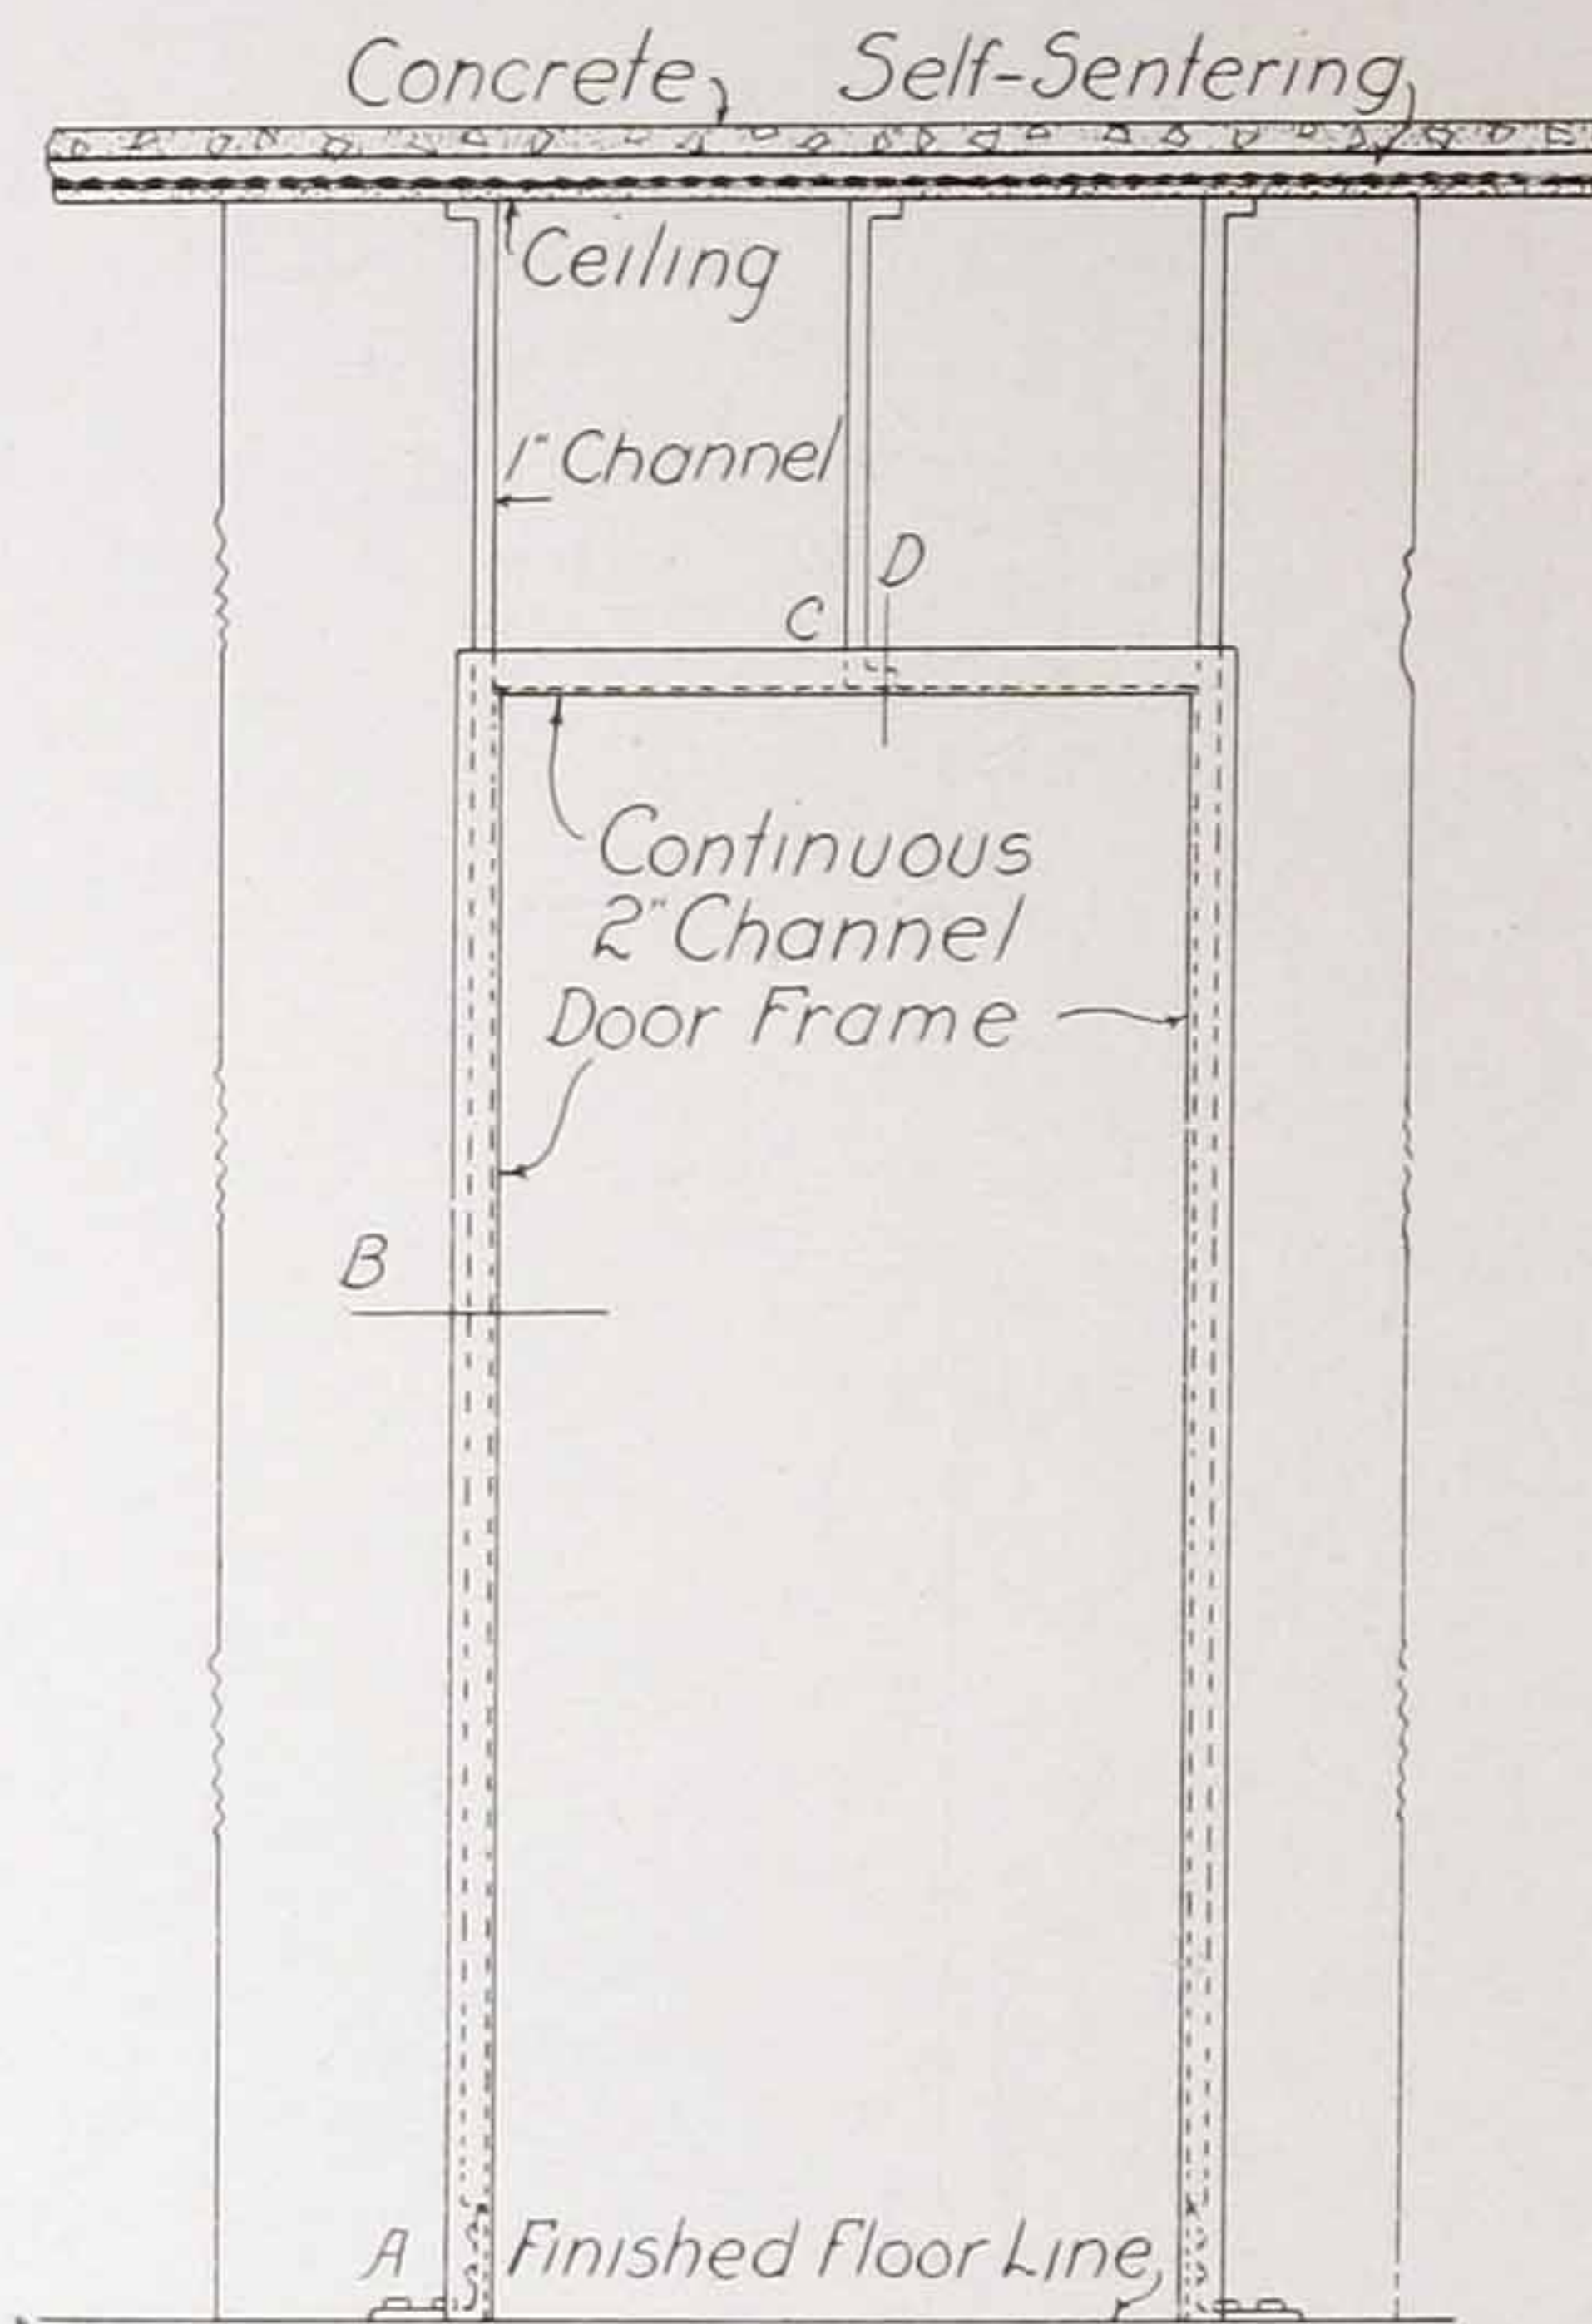 Concrete
Self-Sentering
Ceiling
1" Channel
D
C
Continuous
2" Channel
Door Frame
B
A
Finished Floor Line